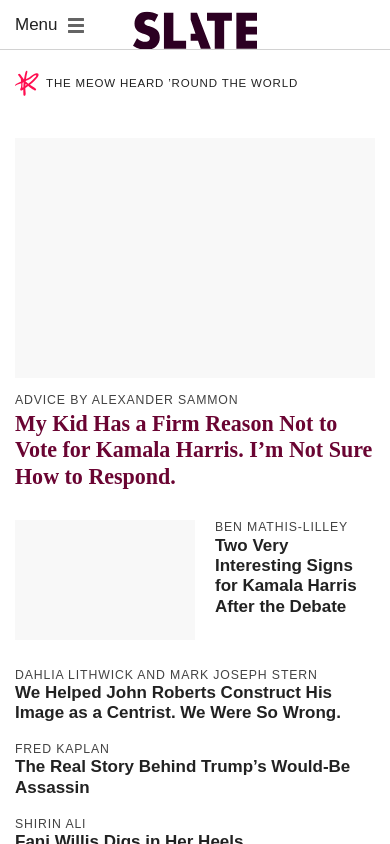 Menu
SLATE
THE MEOW HEARD ’ROUND THE WORLD
ADVICE BY ALEXANDER SAMMON
My Kid Has a Firm Reason Not to
Vote for Kamala Harris. I’m Not Sure
How to Respond.
BEN MATHIS-LILLEY
Two Very
Interesting Signs
for Kamala Harris
After the Debate
DAHLIA LITHWICK AND MARK JOSEPH STERN
We Helped John Roberts Construct His
Image as a Centrist. We Were So Wrong.
FRED KAPLAN
The Real Story Behind Trump’s Would-Be
Assassin
SHIRIN ALI
Fani Willis Digs in Her Heels